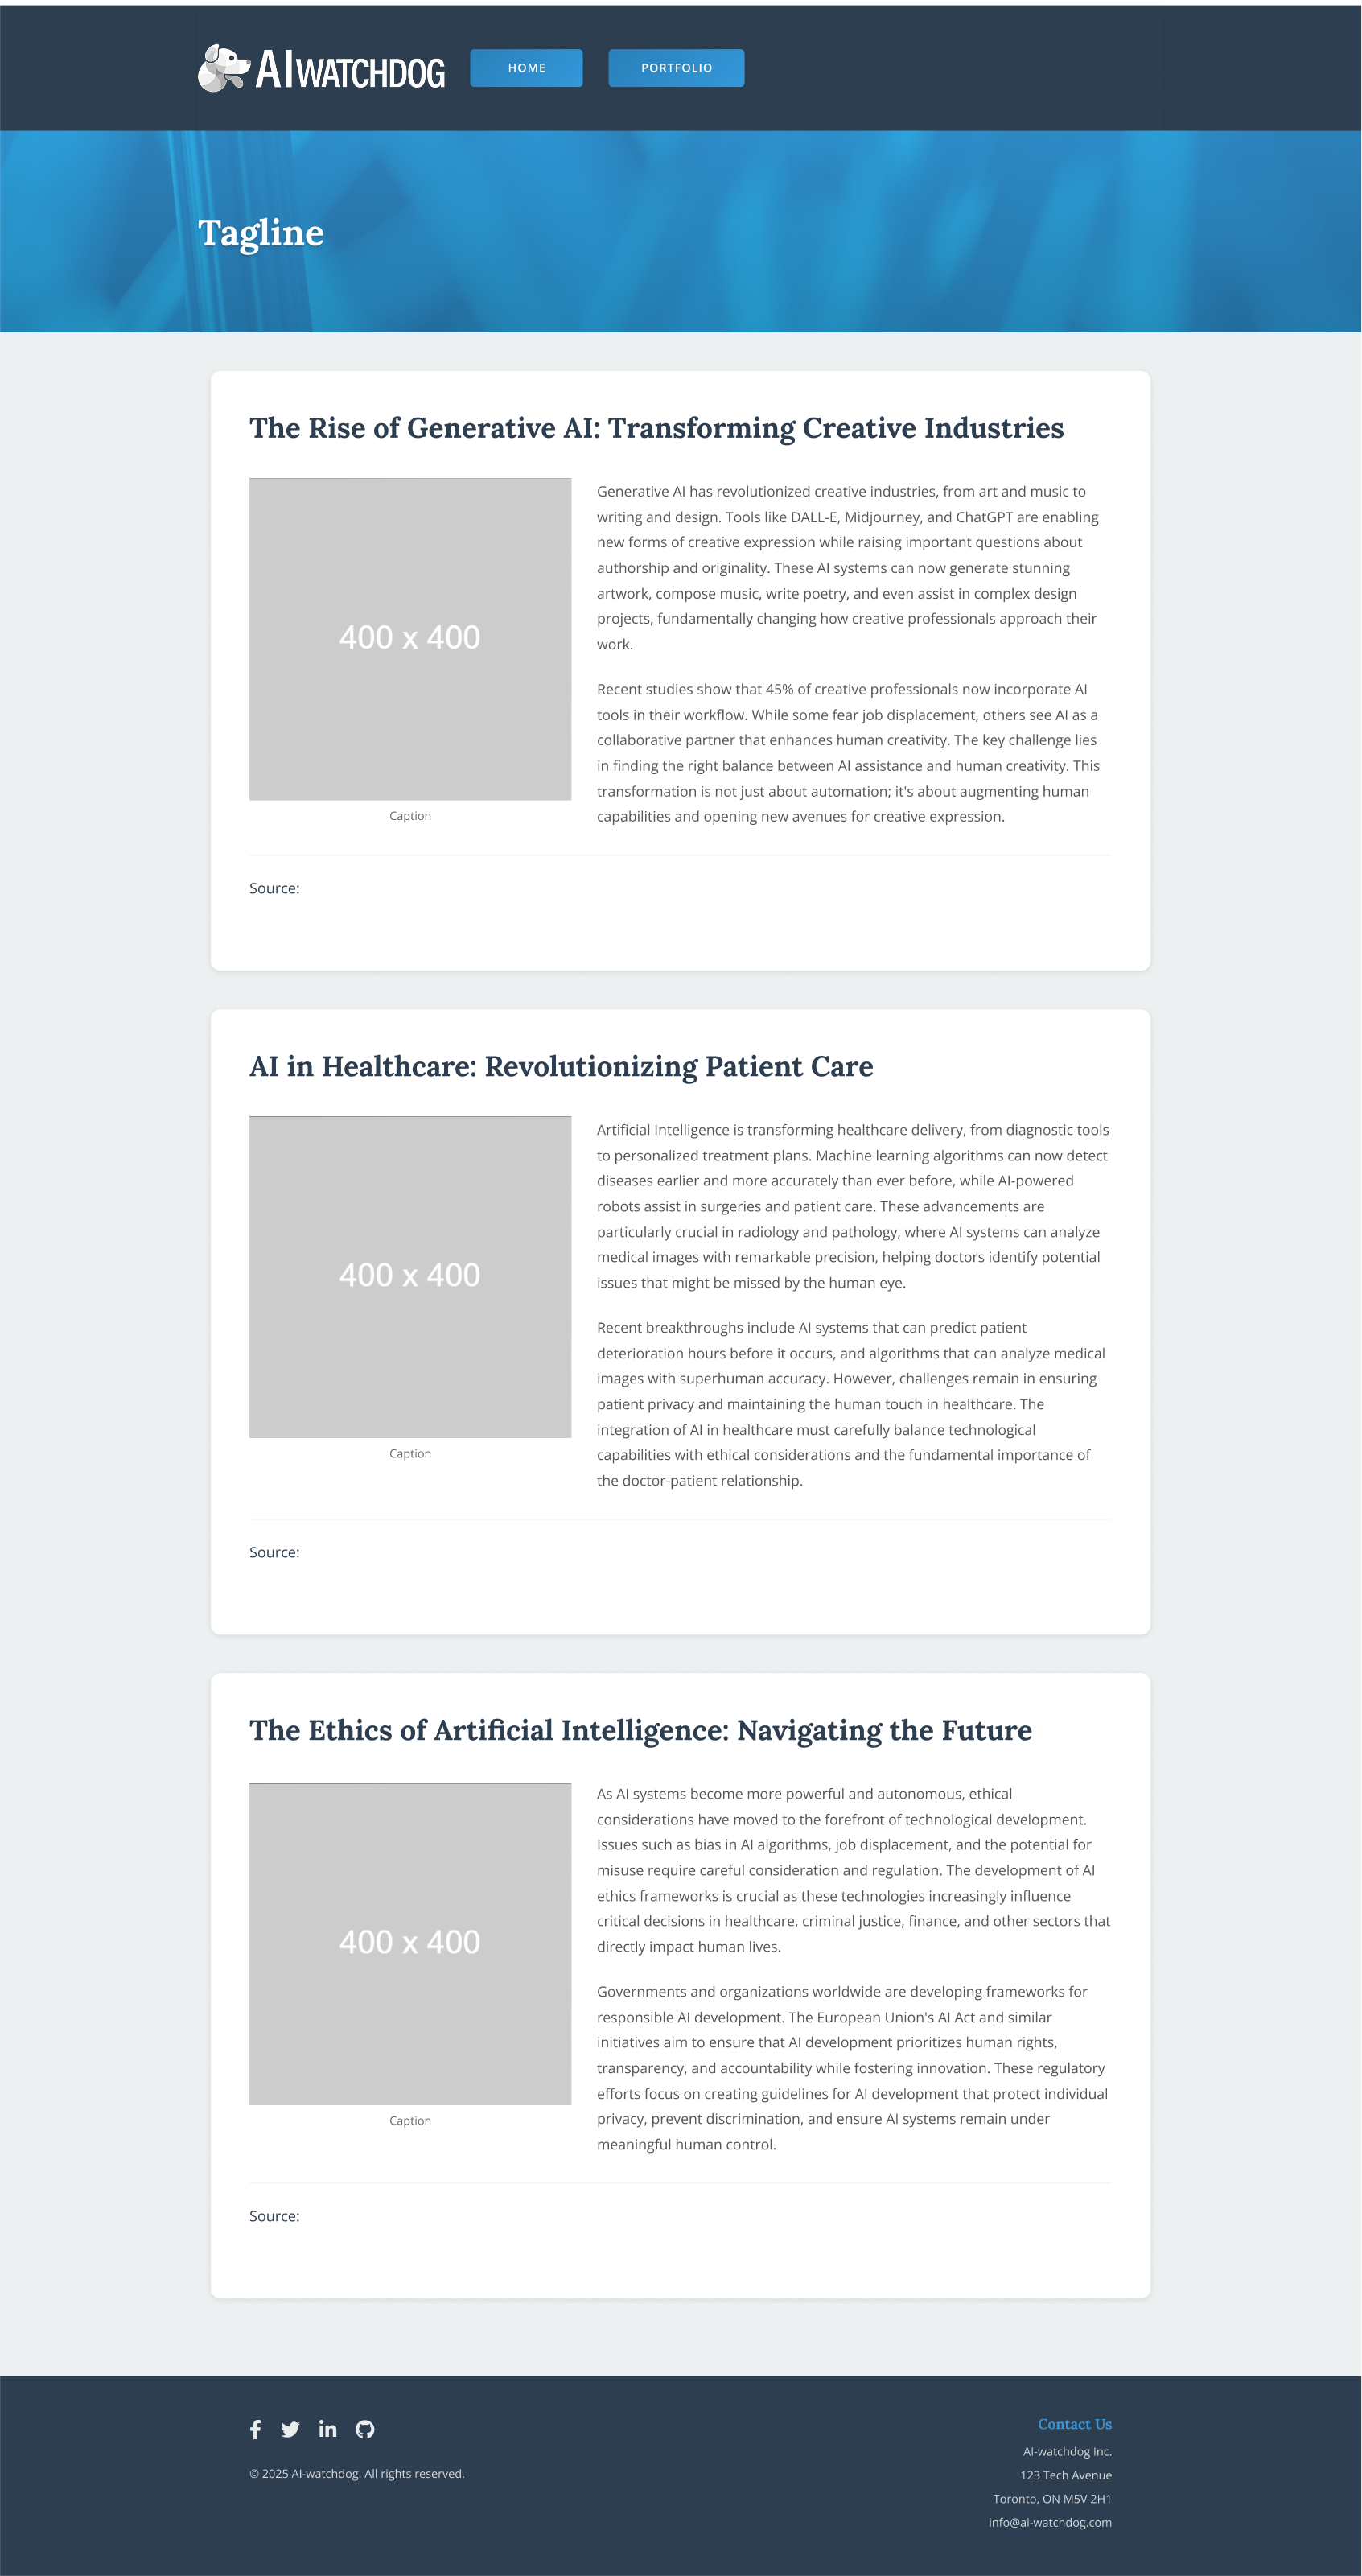 AI WATCHDOG
HOME
PORTFOLIO
Tagline
The Rise of Generative AI: Transforming Creative Industries
400 x 400
Caption
Generative AI has revolutionized creative industries, from art and music to
writing and design. Tools like DALL-E, Midjourney, and ChatGPT are enabling
new forms of creative expression while raising important questions about
authorship and originality. These AI systems can now generate stunning
artwork, compose music, write poetry, and even assist in complex design
projects, fundamentally changing how creative professionals approach their
work.
Recent studies show that 45% of creative professionals now incorporate AI
tools in their workflow. While some fear job displacement, others see AI as a
collaborative partner that enhances human creativity. The key challenge lies
in finding the right balance between AI assistance and human creativity. This
transformation is not just about automation; it's about augmenting human
capabilities and opening new avenues for creative expression.
Source:
AI in Healthcare: Revolutionizing Patient Care
400 x 400
Caption
Artificial Intelligence is transforming healthcare delivery, from diagnostic tools
to personalized treatment plans. Machine learning algorithms can now detect
diseases earlier and more accurately than ever before, while AI-powered
robots assist in surgeries and patient care. These advancements are
particularly crucial in radiology and pathology, where AI systems can analyze
medical images with remarkable precision, helping doctors identify potential
issues that might be missed by the human eye.
Recent breakthroughs include AI systems that can predict patient
deterioration hours before it occurs, and algorithms that can analyze medical
images with superhuman accuracy. However, challenges remain in ensuring
patient privacy and maintaining the human touch in healthcare. The
integration of AI in healthcare must carefully balance technological
capabilities with ethical considerations and the fundamental importance of
the doctor-patient relationship.
Source:
The Ethics of Artificial Intelligence: Navigating the Future
400 x 400
Caption
As AI systems become more powerful and autonomous, ethical
considerations have moved to the forefront of technological development.
Issues such as bias in AI algorithms, job displacement, and the potential for
misuse require careful consideration and regulation. The development of AI
ethics frameworks is crucial as these technologies increasingly influence
critical decisions in healthcare, criminal justice, finance, and other sectors that
directly impact human lives.
Governments and organizations worldwide are developing frameworks for
responsible AI development. The European Union's AI Act and similar
initiatives aim to ensure that AI development prioritizes human rights,
transparency, and accountability while fostering innovation. These regulatory
efforts focus on creating guidelines for AI development that protect individual
privacy, prevent discrimination, and ensure AI systems remain under
meaningful human control.
Source:
© 2025 AI-watchdog. All rights reserved.
Contact Us
AI-watchdog Inc.
123 Tech Avenue
Toronto, ON M5V 2H1
info@ai-watchdog.com